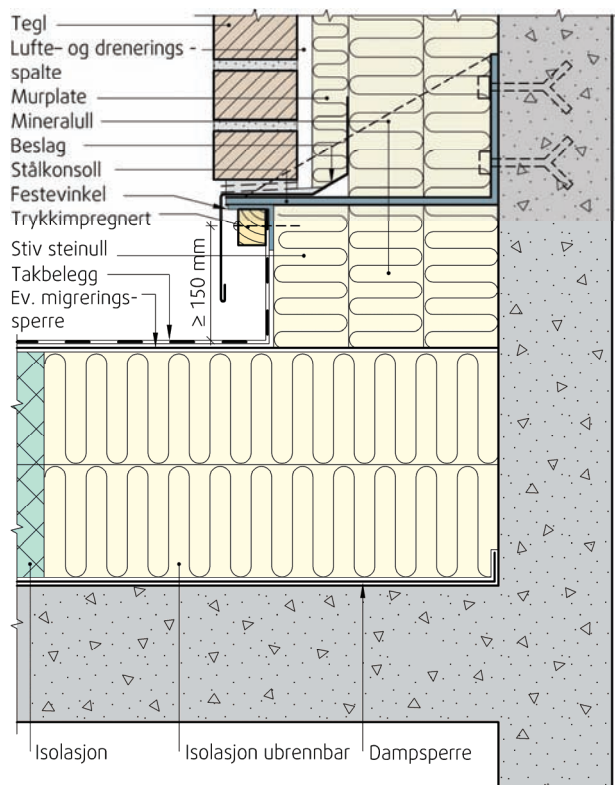 Tegl
Lufte- og drenerings -
spalte
Murplate
Mineralull
Beslag
Stålkonsoll
Festevinkel
Trykkimpregnert
Stiv steinull
Takbelegg
Ev. migrerings-
sperre
≥ 150 mm
Isolasjon
Isolasjon ubrennbar
Dampsperre